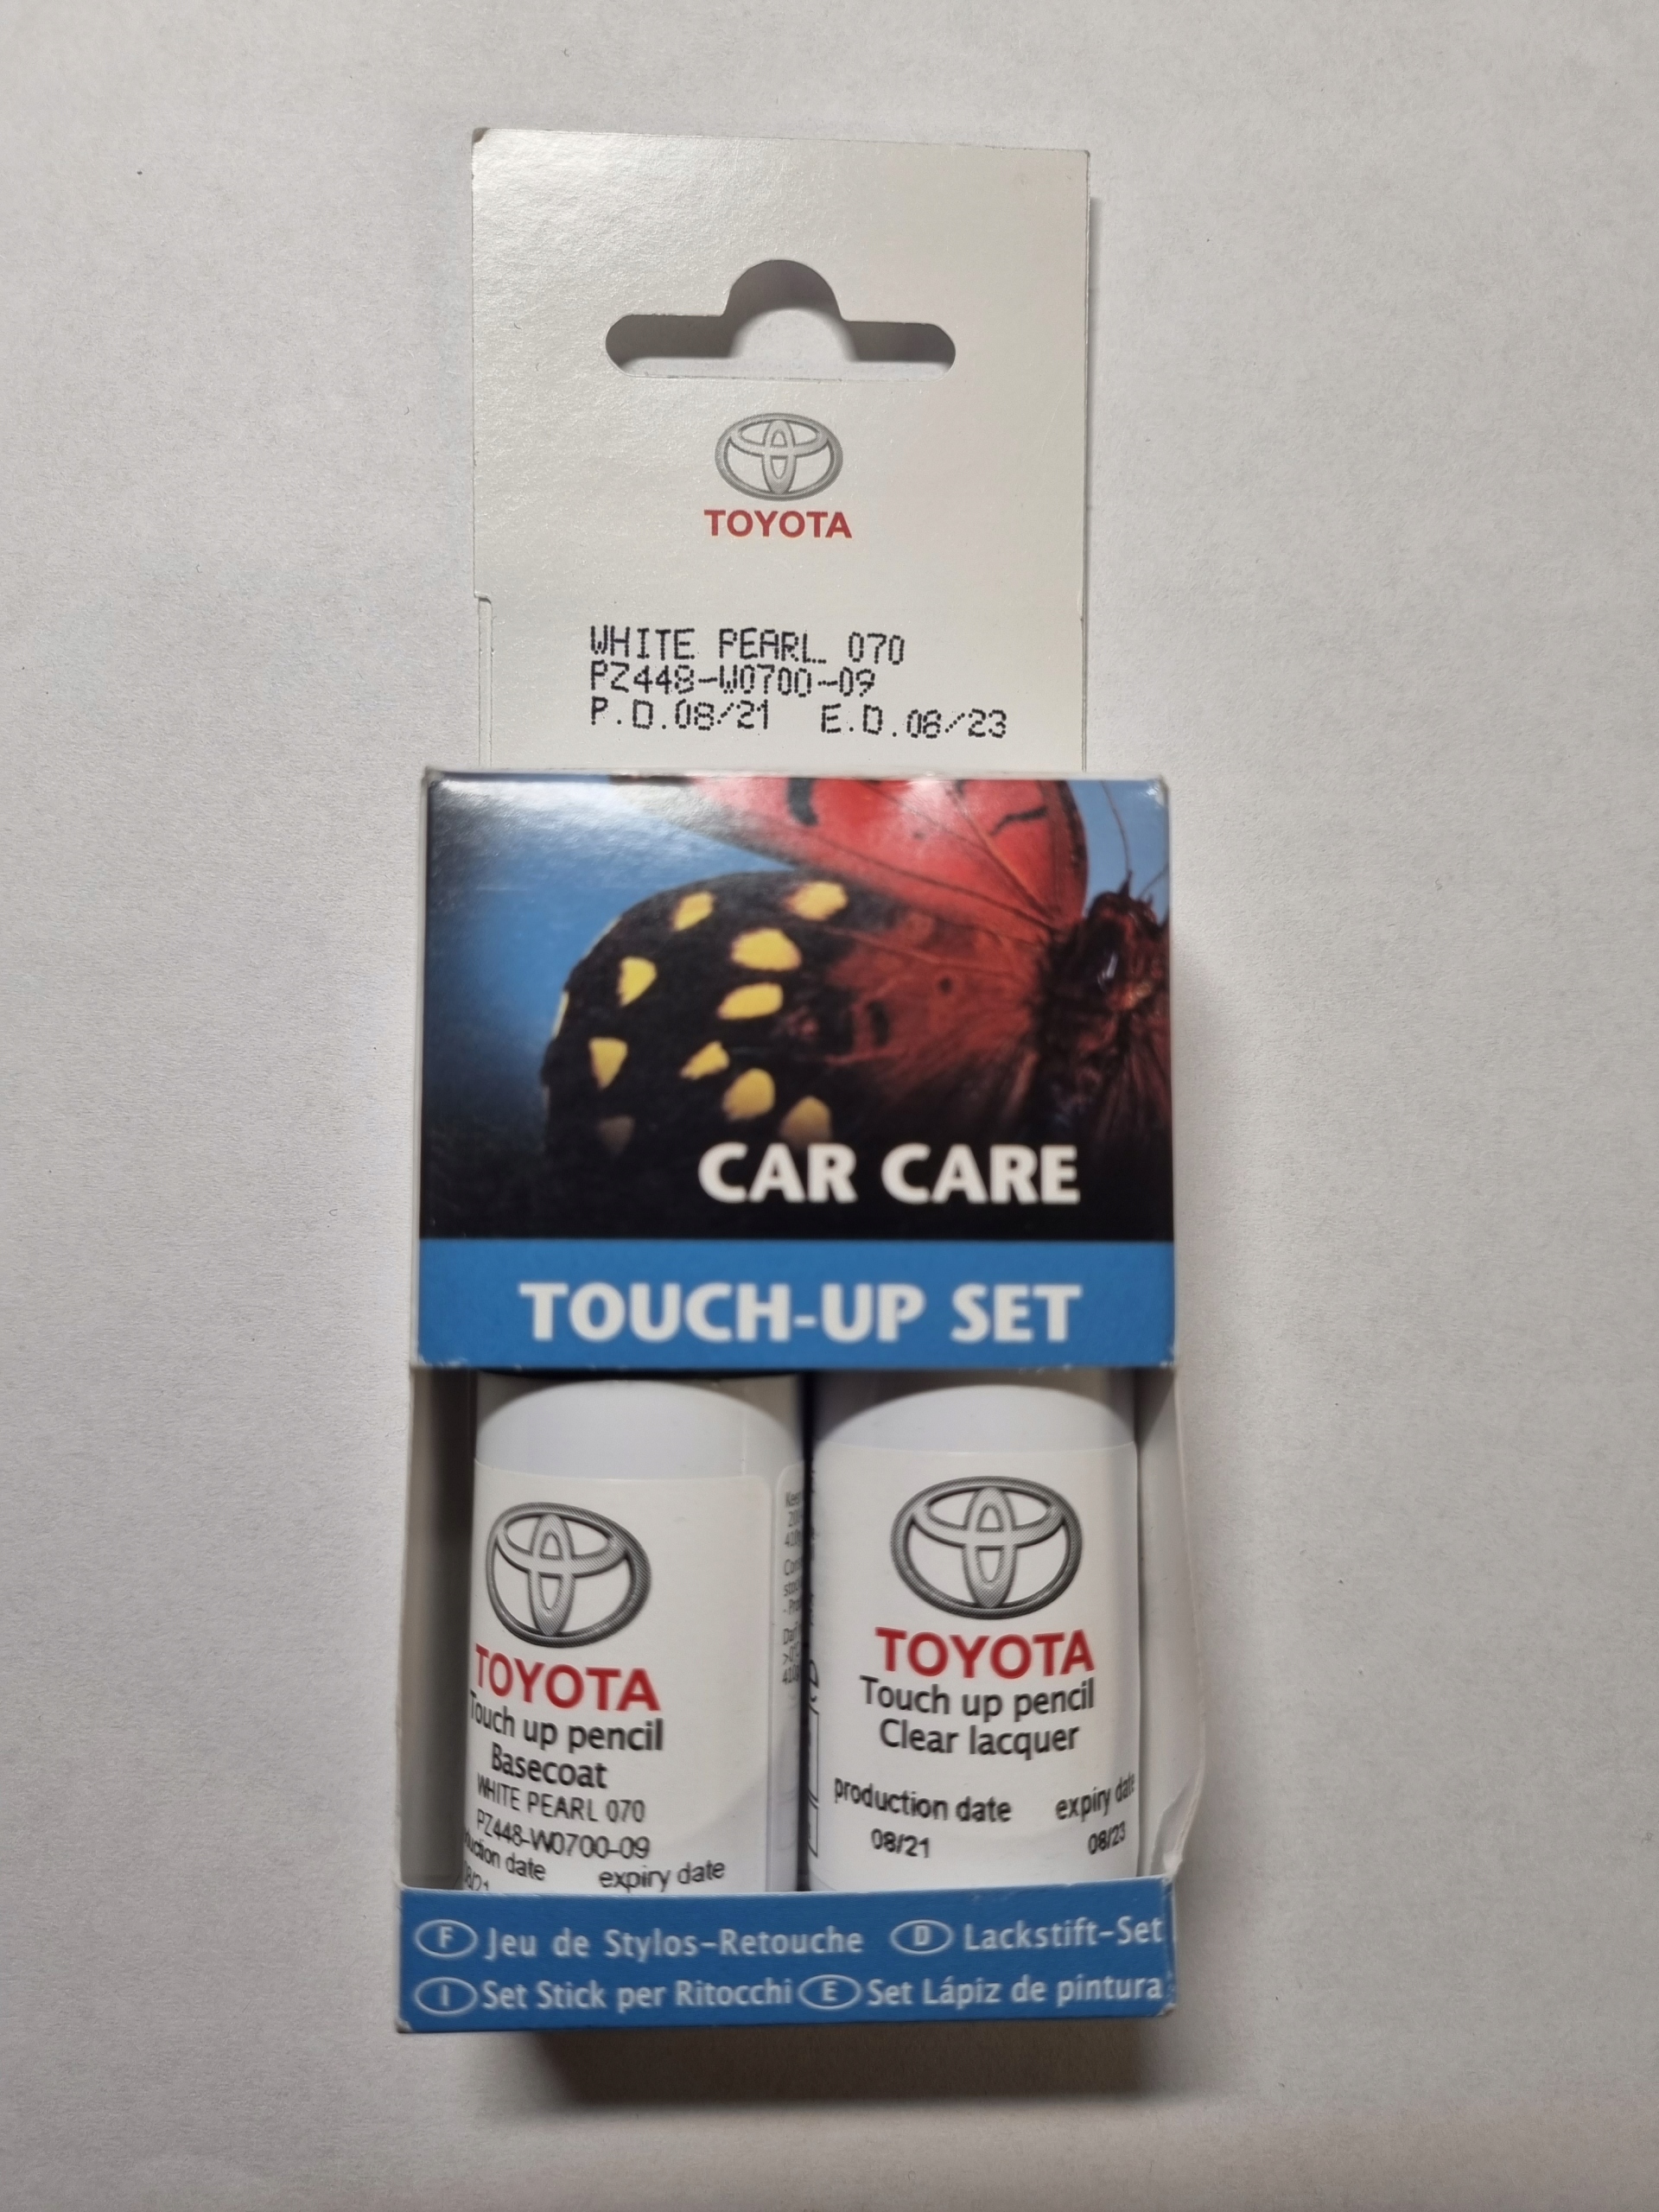 TOYOTA
WHITE PEARL 070
PZ448-W0700-09
P.D.08/21 E.D.08/23
CAR CARE
TOUCH-UP SET
TOYOTA
Touch up pencil
Basecoat
WHITE PEARL 070
PZ448-W0700-09
expiry date
TOYOTA
Touch up pencil
Clear lacquer
production date expiry date
08/21 08/23
F Jeu de Stylos-Retouche D Lackstift-Set
I Set Stick per Ritocchi E Set Lápiz de pintura